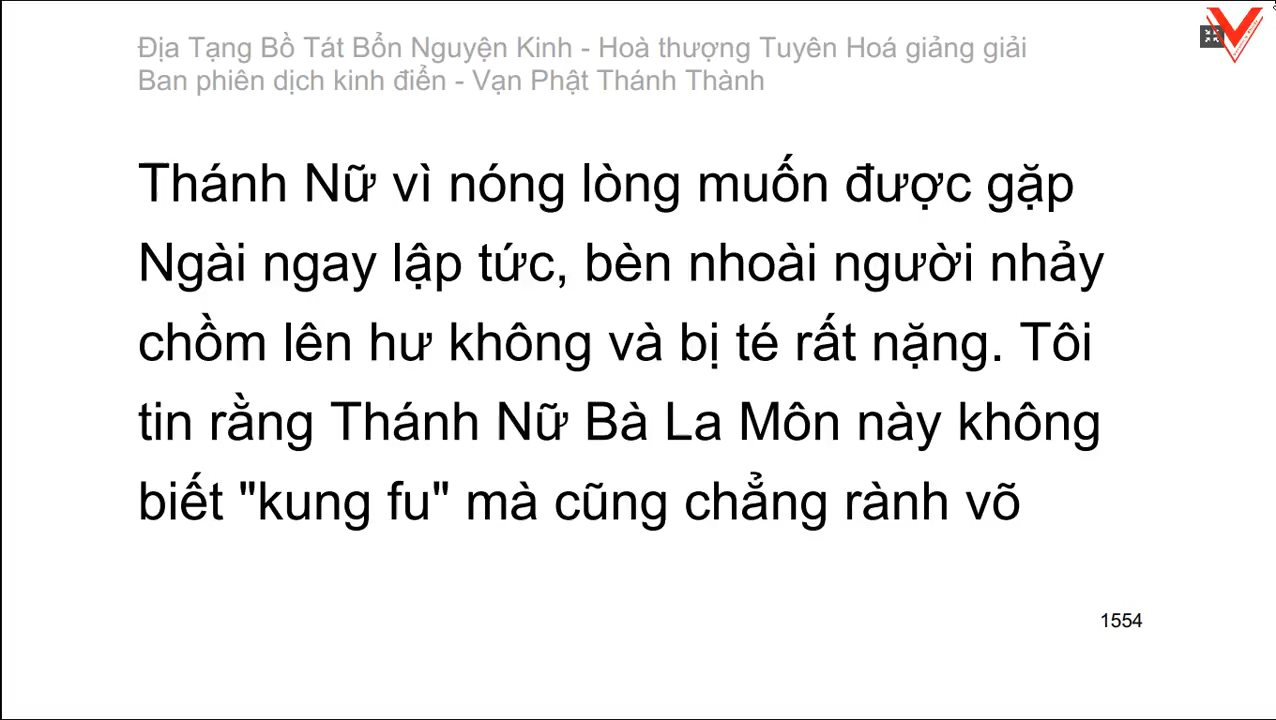 Địa Tạng Bồ Tát Bổn Nguyện Kinh - Hoà thượng Tuyên Hoá giảng giải
Ban phiên dịch kinh điển - Vạn Phật Thánh Thành
Thánh Nữ vì nóng lòng muốn được gặp
Ngài ngay lập tức, bèn nhoài người nhảy
chồm lên hư không và bị té rất nặng. Tôi
tin rằng Thánh Nữ Bà La Môn này không
biết "kung fu" mà cũng chẳng rành võ
1554